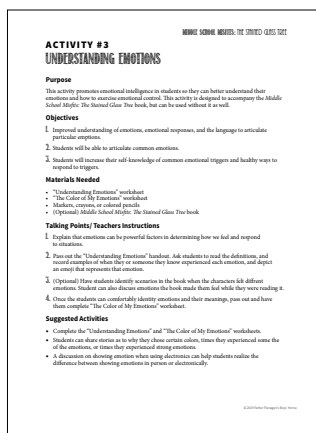 MIDDLE SCHOOL MISFITS: THE STAINED GLASS TREE
ACTIVITY #3
UNDERSTANDING EMOTIONS
Purpose
This activity promotes emotional intelligence in students so they can better understand their
emotions and how to exercise emotional control. This activity is designed to accompany the Middle
School Misfits: The Stained Glass Tree book, but can be used without it as well.
Objectives
1. Improved understanding of emotions, emotional responses, and the language to articulate
particular emotions.
2. Students will be able to articulate common emotions.
3. Students will increase their self-knowledge of common emotional triggers and healthy ways to
respond to triggers.
Materials Needed
• "Understanding Emotions" worksheet
• "The Color of My Emotions" worksheet
• Markers, crayons, or colored pencils
• (Optional) Middle School Misfits: The Stained Glass Tree book
Talking Points/ Teachers Instructions
1. Explain that emotions can be powerful factors in determining how we feel and respond
to situations.
2. Pass out the "Understanding Emotions" handout. Ask students to read the definitions, and
record examples of when they or someone they know experienced each emotion, and depict
an emoji that represents that emotion.
3. (Optional) Have students identify scenarios in the book when the characters felt different
emotions. Student can also discuss emotions the book made them feel while they were reading it.
4. Once the students can comfortably identify emotions and their meanings, pass out and have
them complete "The Color of My Emotions" worksheet.
Suggested Activities
• Complete the "Understanding Emotions" and "The Color of My Emotions" worksheets.
• Students can share stories as to why they chose certain colors, times they experienced some the
of the emotions, or times they experienced strong emotions.
• A discussion on showing emotion when using electronics can help students realize the
difference between showing emotions in person or electronically.